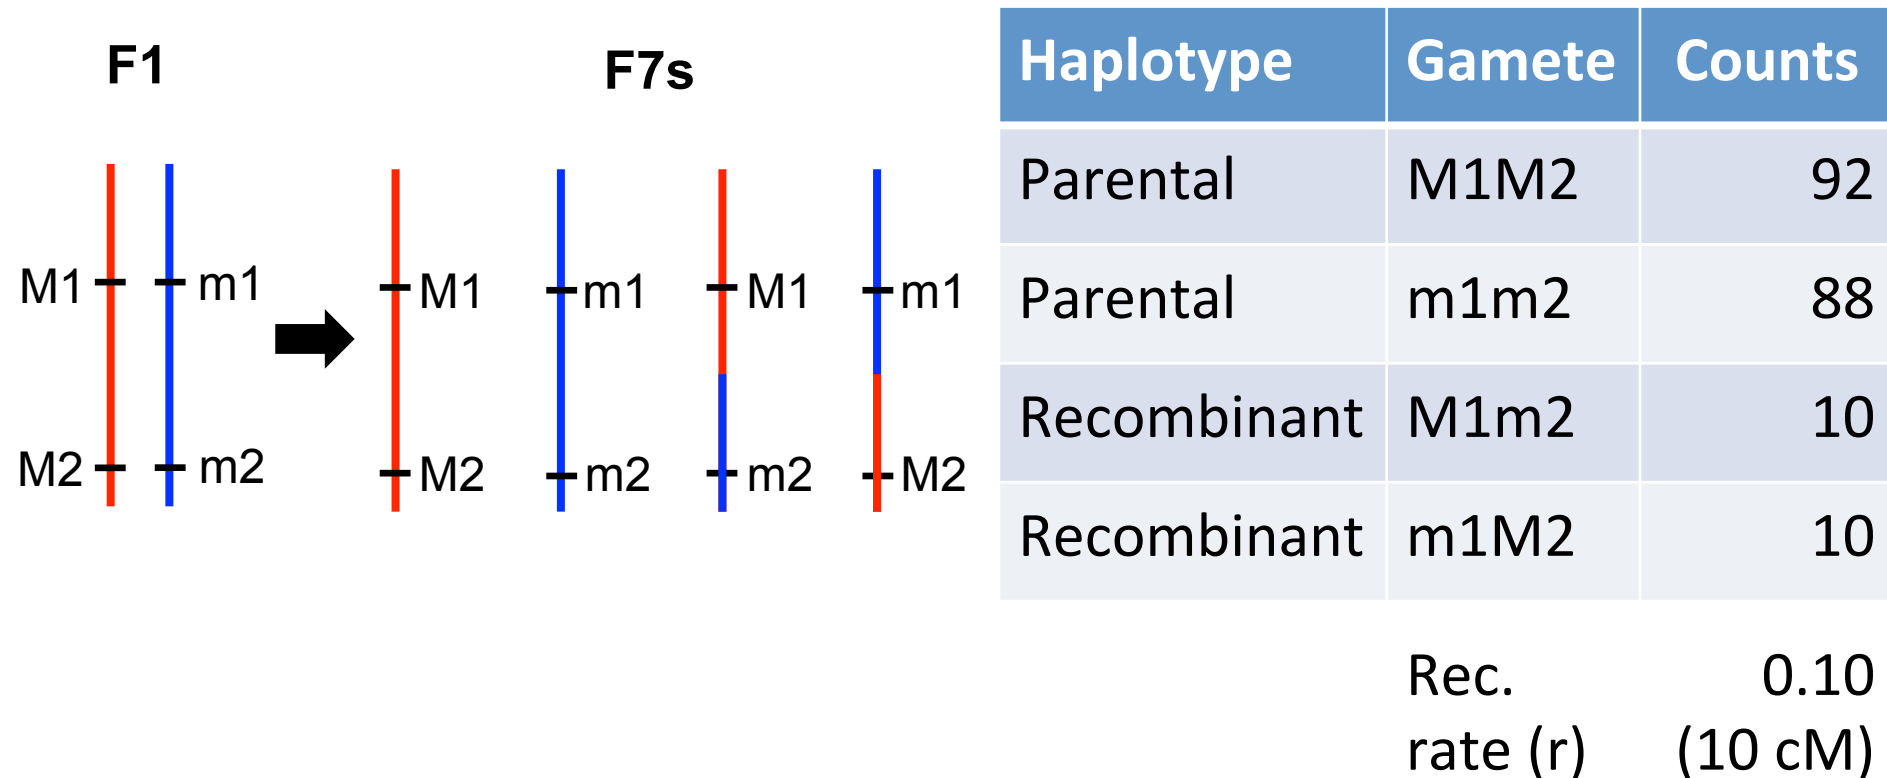 F1
F7s
M1 m1
M2 m2
M1 m1 M1 m1
M2 m2 m2 M2
Haplotype Gamete Counts
Parental M1M2 92
Parental m1m2 88
Recombinant M1m2 10
Recombinant m1M2 10
Rec. 0.10
rate (r) (10 cM)